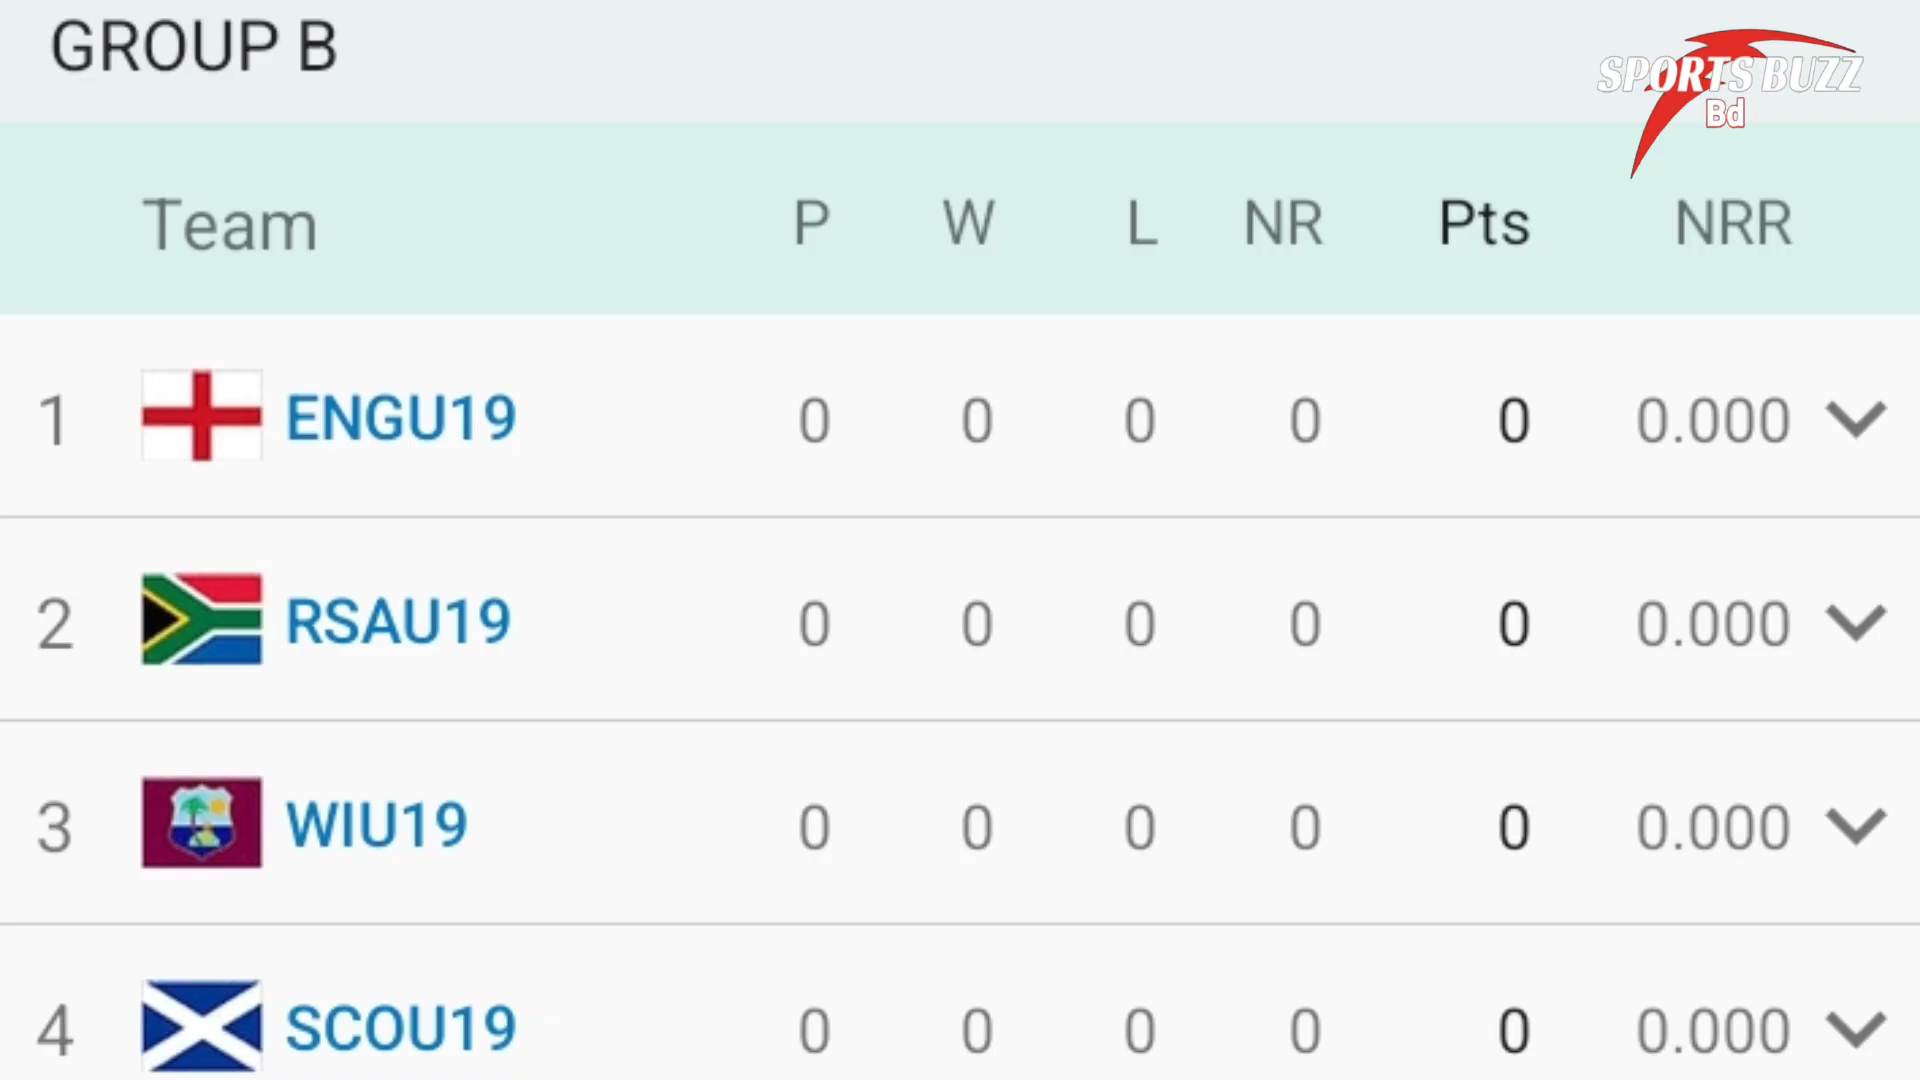 GROUP B
SPORTS BUZZ
Bd
Team P W L NR Pts NRR
1 ENGU19 0 0 0 0 0 0.000
2 RSAU19 0 0 0 0 0 0.000
3 WIU19 0 0 0 0 0 0.000
4 SCOU19 0 0 0 0 0 0.000